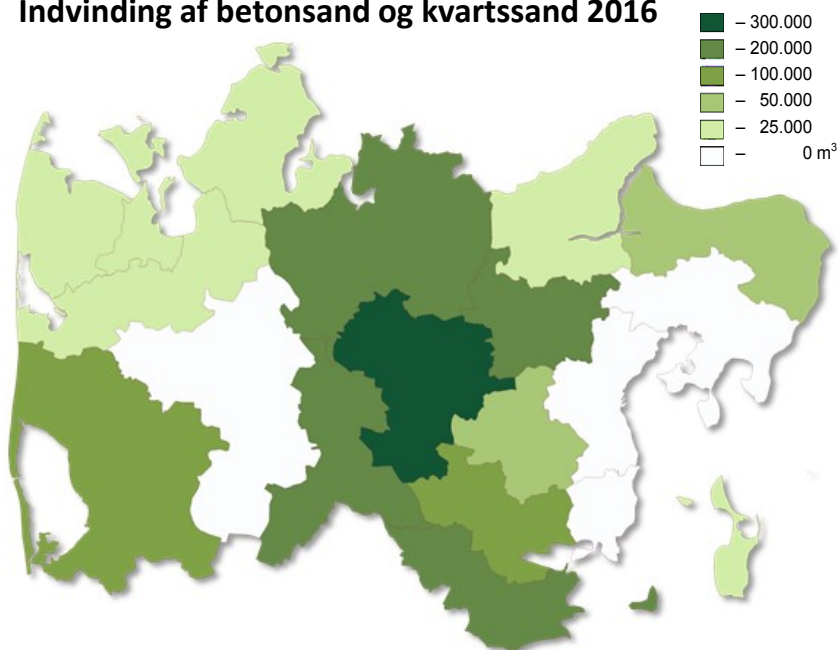 Indvinding af betonsand og kvartssand 2016
– 300.000
– 200.000
– 100.000
– 50.000
– 25.000
– 0 m³